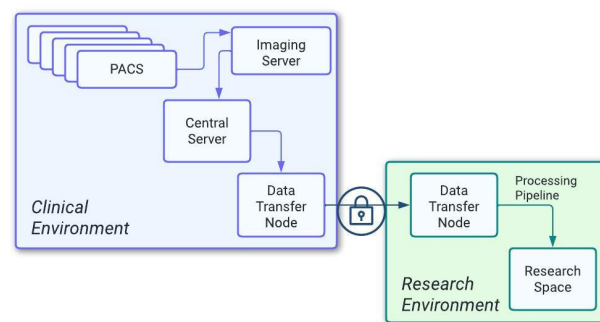 PACS
Imaging
Server
Central
Server
Data
Transfer
Node
Clinical
Environment
Data
Transfer
Node
Processing
Pipeline
Research
Space
Research
Environment